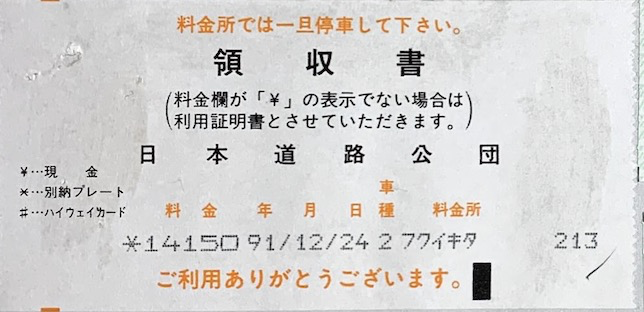 料金所では一旦停車して下さい。
領収書
(料金欄が「¥」の表示でない場合は
利用証明書とさせていただきます。)
日本道路公団
¥…現金
*…別納プレート
#…ハイウェイカード
料金 年 月 日 車種 料金所
*14150 91/12/24 2 フクイキタ 213
ご利用ありがとうございます。